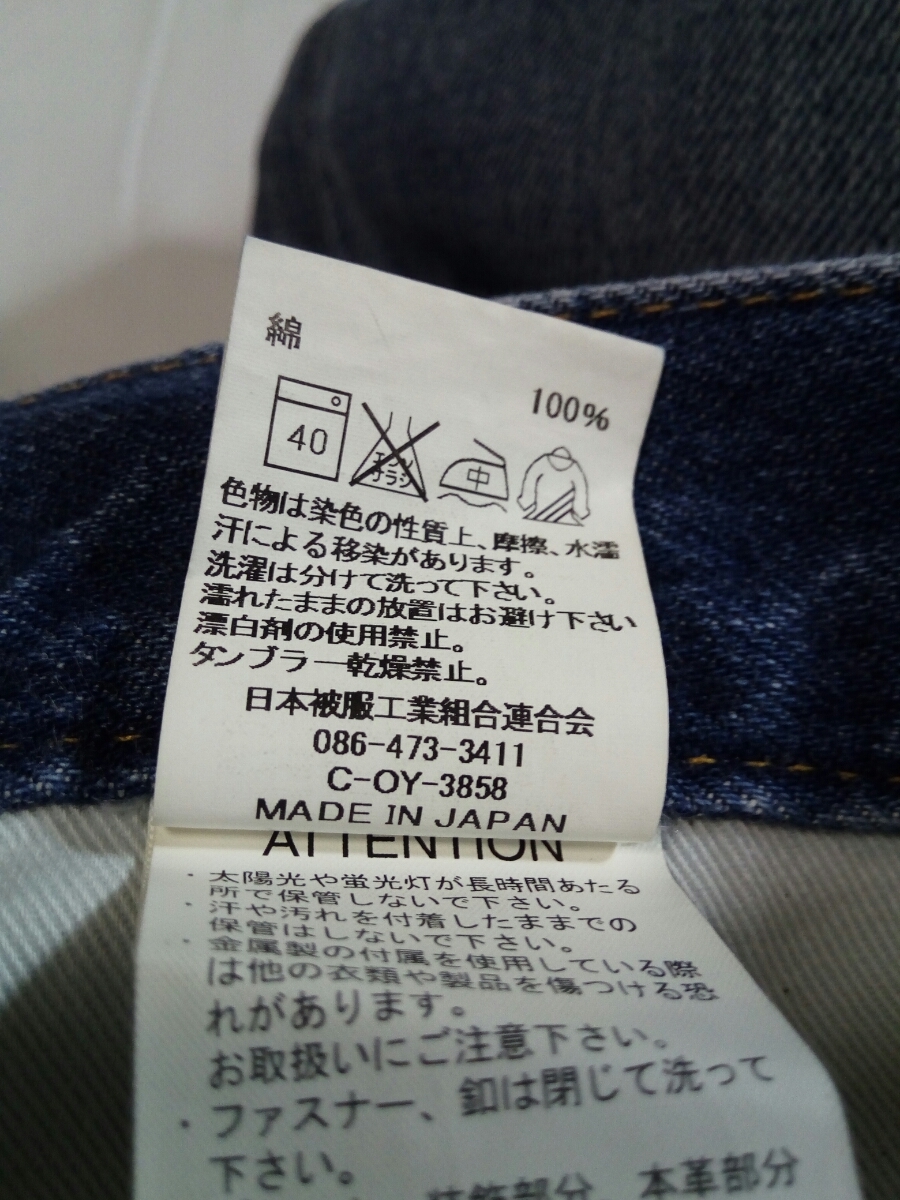 綿
100%
40
エンソ
サラシ
中
色物は染色の性質上、摩擦、水濡
汗による移染があります。
洗濯は分けて洗って下さい。
濡れたままの放置はお避け下さい
漂白剤の使用禁止。
タンブラー乾燥禁止。
日本被服工業組合連合会
086-473-3411
C-OY-3858
MADE IN JAPAN
ATTENTION
・太陽光や蛍光灯が長時間あたる
所で保管しないで下さい。
・汗や汚れを付着したままでの
保管はしないで下さい。
・金属製の付属を使用している際
は他の衣類や製品を傷つける恐
れがあります。
お取扱いにご注意下さい。
・ファスナー、釦は閉じて洗って
下さい。
装飾部分、本革部分